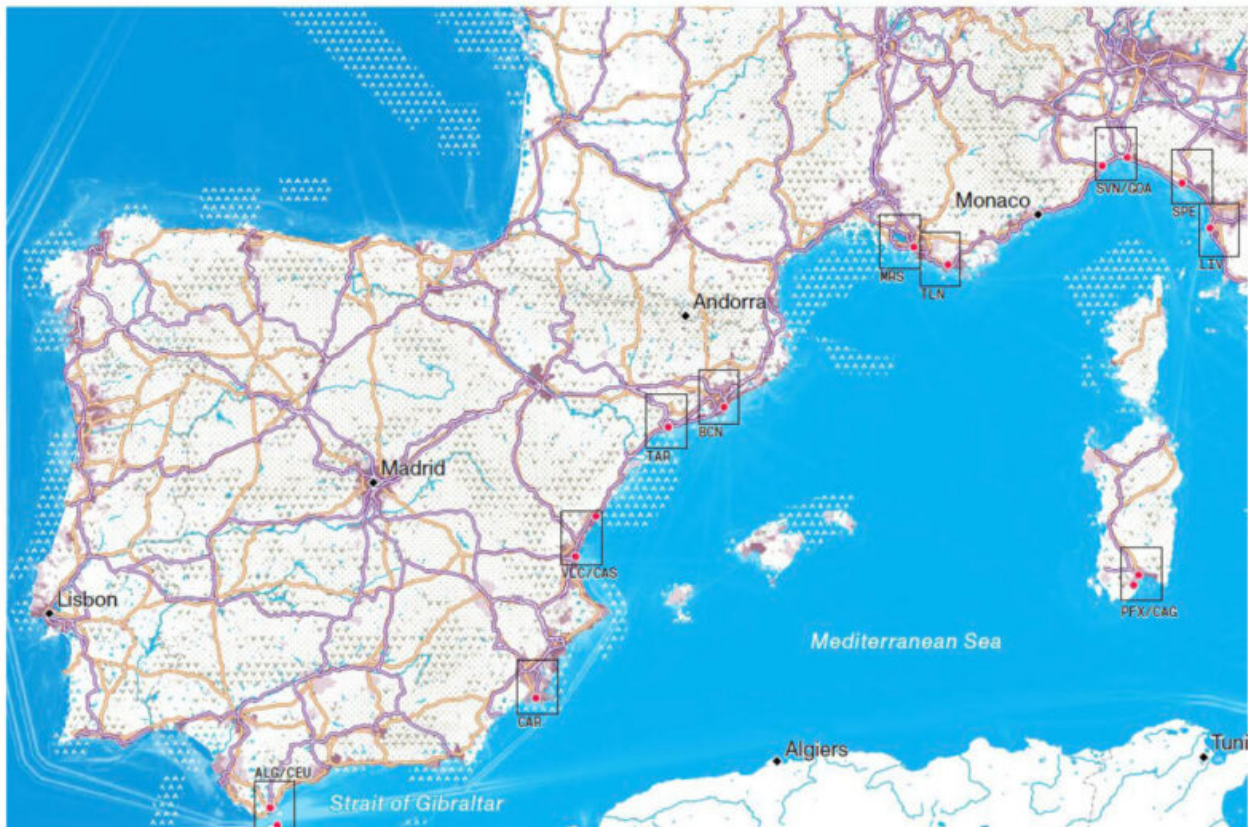 SVN/GOA
SPE
Monaco
LIV
MRS
TLN
Andorra
BCN
TAR
Madrid
VLC/CAS
Lisbon
PFX/CAG
Mediterranean Sea
CAR
Algiers
Tuni
ALG/CEU
Strait of Gibraltar